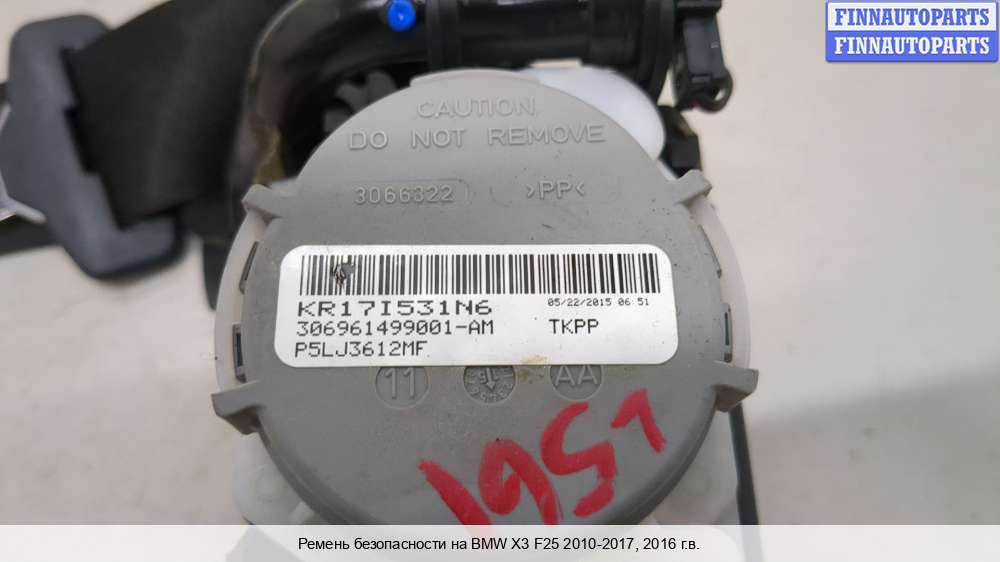 FINNAUTOPARTS
FINNAUTOPARTS
CAUTION
DO NOT REMOVE
3066322 >PP<
KR17I531N6
05/22/2015 06:51
306961499001-AM TKPP
P5LJ3612MF
11 15 AA
Ремень безопасности на BMW X3 F25 2010-2017, 2016 г.в.